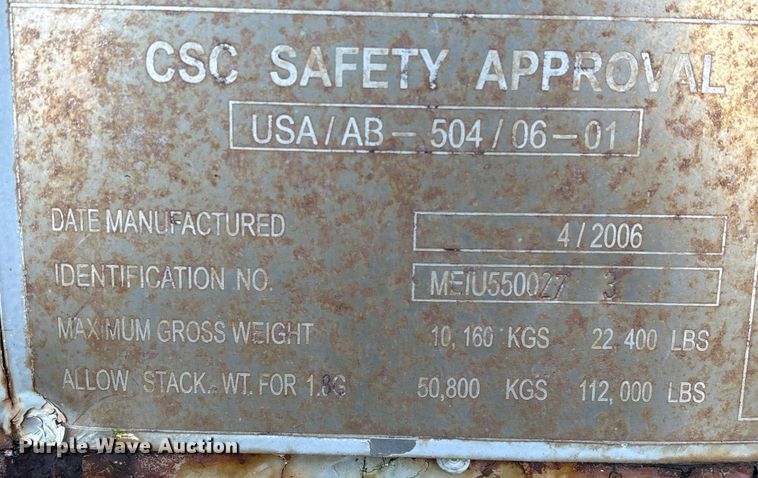 CSC SAFETY APPROVAL
USA/AB-504/06-01
DATE MANUFACTURED 4/2006
IDENTIFICATION NO. MFIU550027 3
MAXIMUM GROSS WEIGHT 10,160 KGS 22,400 LBS
ALLOW STACK. WT. FOR 1.8G 50,800 KGS 112,000 LBS
Purple Wave Auction